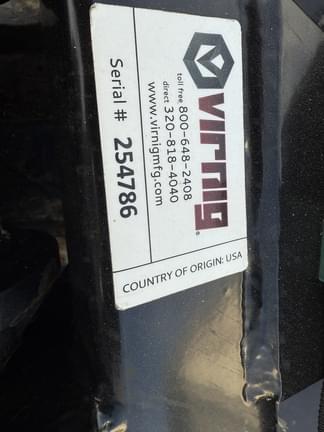 VIRNIG®
toll free 800-648-2408
direct 320-818-4040
www.virnigmfg.com
Serial # 254786
COUNTRY OF ORIGIN: USA